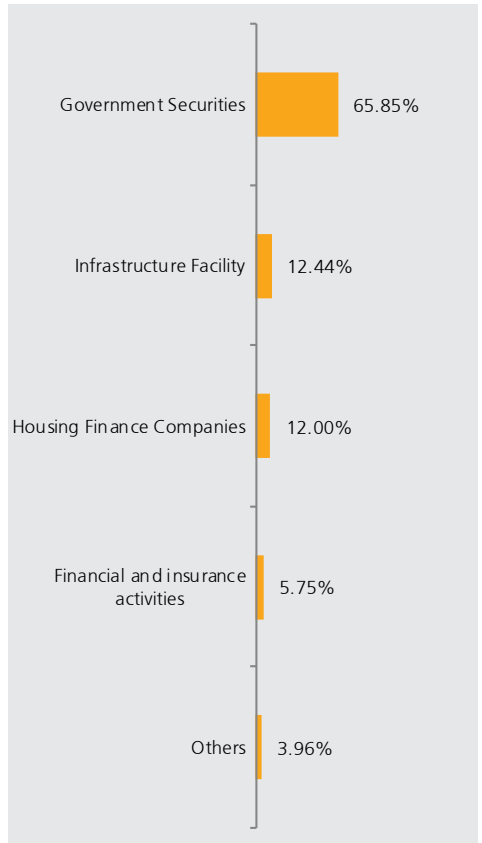 Government Securities 65.85%
Infrastructure Facility 12.44%
Housing Finance Companies 12.00%
Financial and insurance
activities 5.75%
Others 3.96%